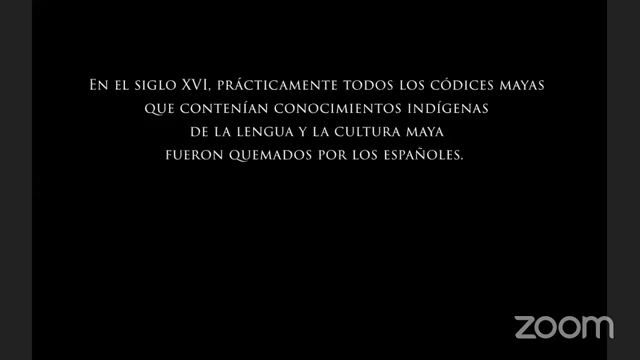 En el siglo XVI, prácticamente todos los códices mayas
que contenían conocimientos indígenas
de la lengua y la cultura maya
fueron quemados por los españoles.
zoom